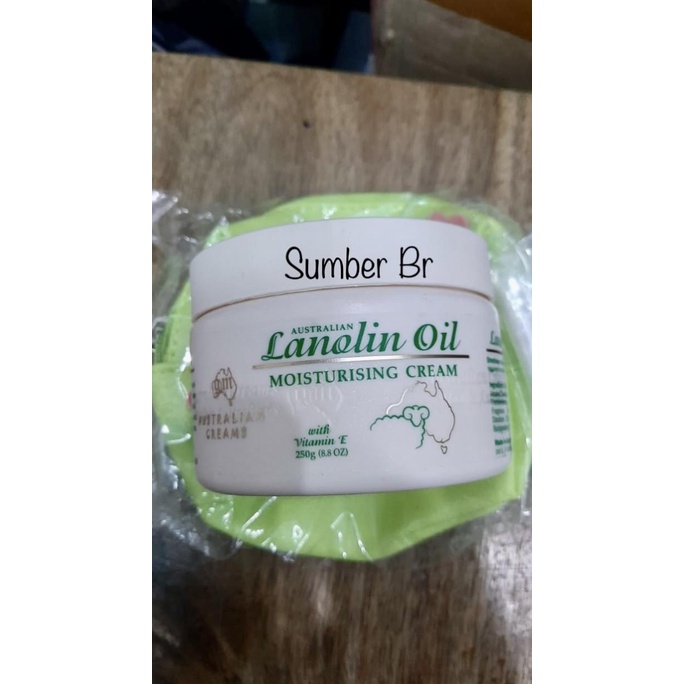 Sumber Br
AUSTRALIAN
Lanolin Oil
MOISTURISING CREAM
AUSTRALIAN
CREAMS
with
Vitamin E
250g (8.8 OZ)